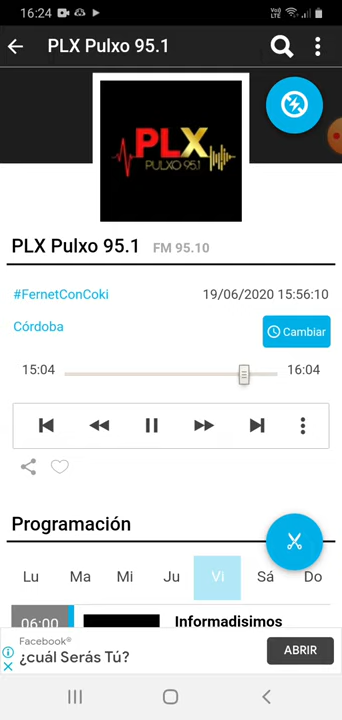 16:24
Vo))
LTE
PLX Pulxo 95.1
PLX
PULXO 95.1
PLX Pulxo 95.1 FM 95.10
#FernetConCoki 19/06/2020 15:56:10
Córdoba
Cambiar
15:04 16:04
Programación
Lu Ma Mi Ju Vi Sá Do
06:00 Informadisimos
Facebook®
¿cuál Serás Tú?
ABRIR